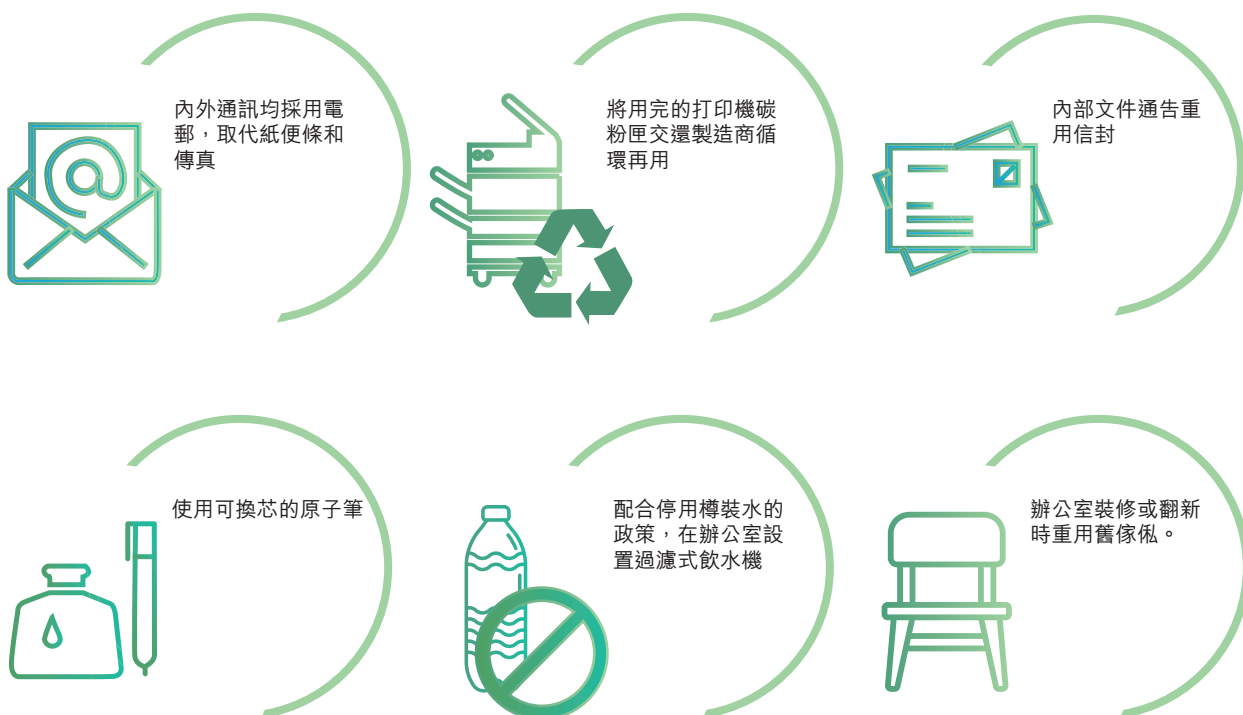 內外通訊均採用電
郵，取代紙便條和
傳真
將用完的打印機碳
粉匣交還製造商循
環再用
內部文件通告重
用信封
使用可換芯的原子筆
配合停用樽裝水的
政策，在辦公室設
置過濾式飲水機
辦公室裝修或翻新
時重用舊傢俬。